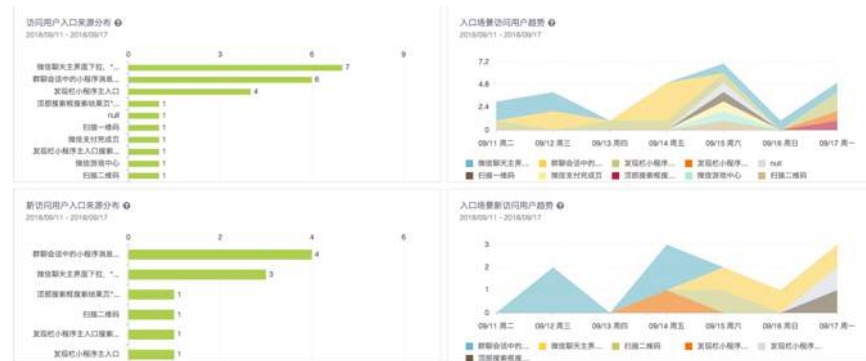 访问用户入口来源分布
2018/09/11 - 2018/09/17
0 3 6 9
微信聊天主界面下拉，"... 7
群聊会话中的小程序消息... 6
发现栏小程序主入口 4
顶部搜索框搜索结果页"... 1
null 1
扫描一维码 1
微信支付完成页 1
发现栏小程序主入口搜索... 1
微信游戏中心 1
扫描二维码 1
入口场景访问用户趋势
2018/09/11 - 2018/09/17
7.2
4.8
2.4
0
09/11 周二 09/12 周三 09/13 周四 09/14 周五 09/15 周六 09/16 周日 09/17 周一
微信聊天主界... 群聊会话中的... 发现栏小程序... 发现栏小程序... null
扫描一维码 微信支付完成页 顶部搜索框搜... 微信游戏中心 扫描二维码
新访问用户入口来源分布
2018/09/11 - 2018/09/17
0 2 4 6
群聊会话中的小程序消息... 4
微信聊天主界面下拉，"... 3
顶部搜索框搜索结果页"... 1
扫描二维码 1
发现栏小程序主入口搜索... 1
发现栏小程序主入口 1
入口场景新访问用户趋势
2018/09/11 - 2018/09/17
3
2
1
0
09/11 周二 09/12 周三 09/13 周四 09/14 周五 09/15 周六 09/16 周日 09/17 周一
群聊会话中的... 微信聊天主界... 扫描二维码 发现栏小程序... 发现栏小程序...
顶部搜索框搜...